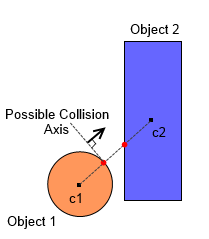 Object 2
Possible Collision
Axis
c2
c1
Object 1